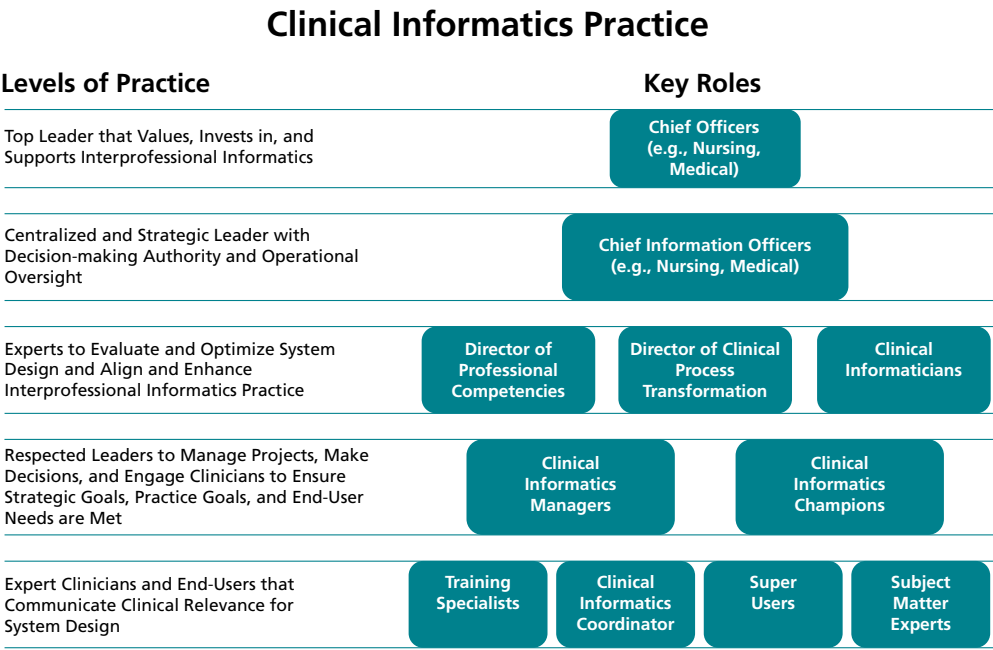 Clinical Informatics Practice
Levels of Practice
Key Roles
Top Leader that Values, Invests in, and
Supports Interprofessional Informatics
Chief Officers
(e.g., Nursing,
Medical)
Centralized and Strategic Leader with
Decision-making Authority and Operational
Oversight
Chief Information Officers
(e.g., Nursing, Medical)
Experts to Evaluate and Optimize System
Design and Align and Enhance
Interprofessional Informatics Practice
Director of
Professional
Competencies
Director of Clinical
Process
Transformation
Clinical
Informaticians
Respected Leaders to Manage Projects, Make
Decisions, and Engage Clinicians to Ensure
Strategic Goals, Practice Goals, and End-User
Needs are Met
Clinical
Informatics
Managers
Clinical
Informatics
Champions
Expert Clinicians and End-Users that
Communicate Clinical Relevance for
System Design
Training
Specialists
Clinical
Informatics
Coordinator
Super
Users
Subject
Matter
Experts